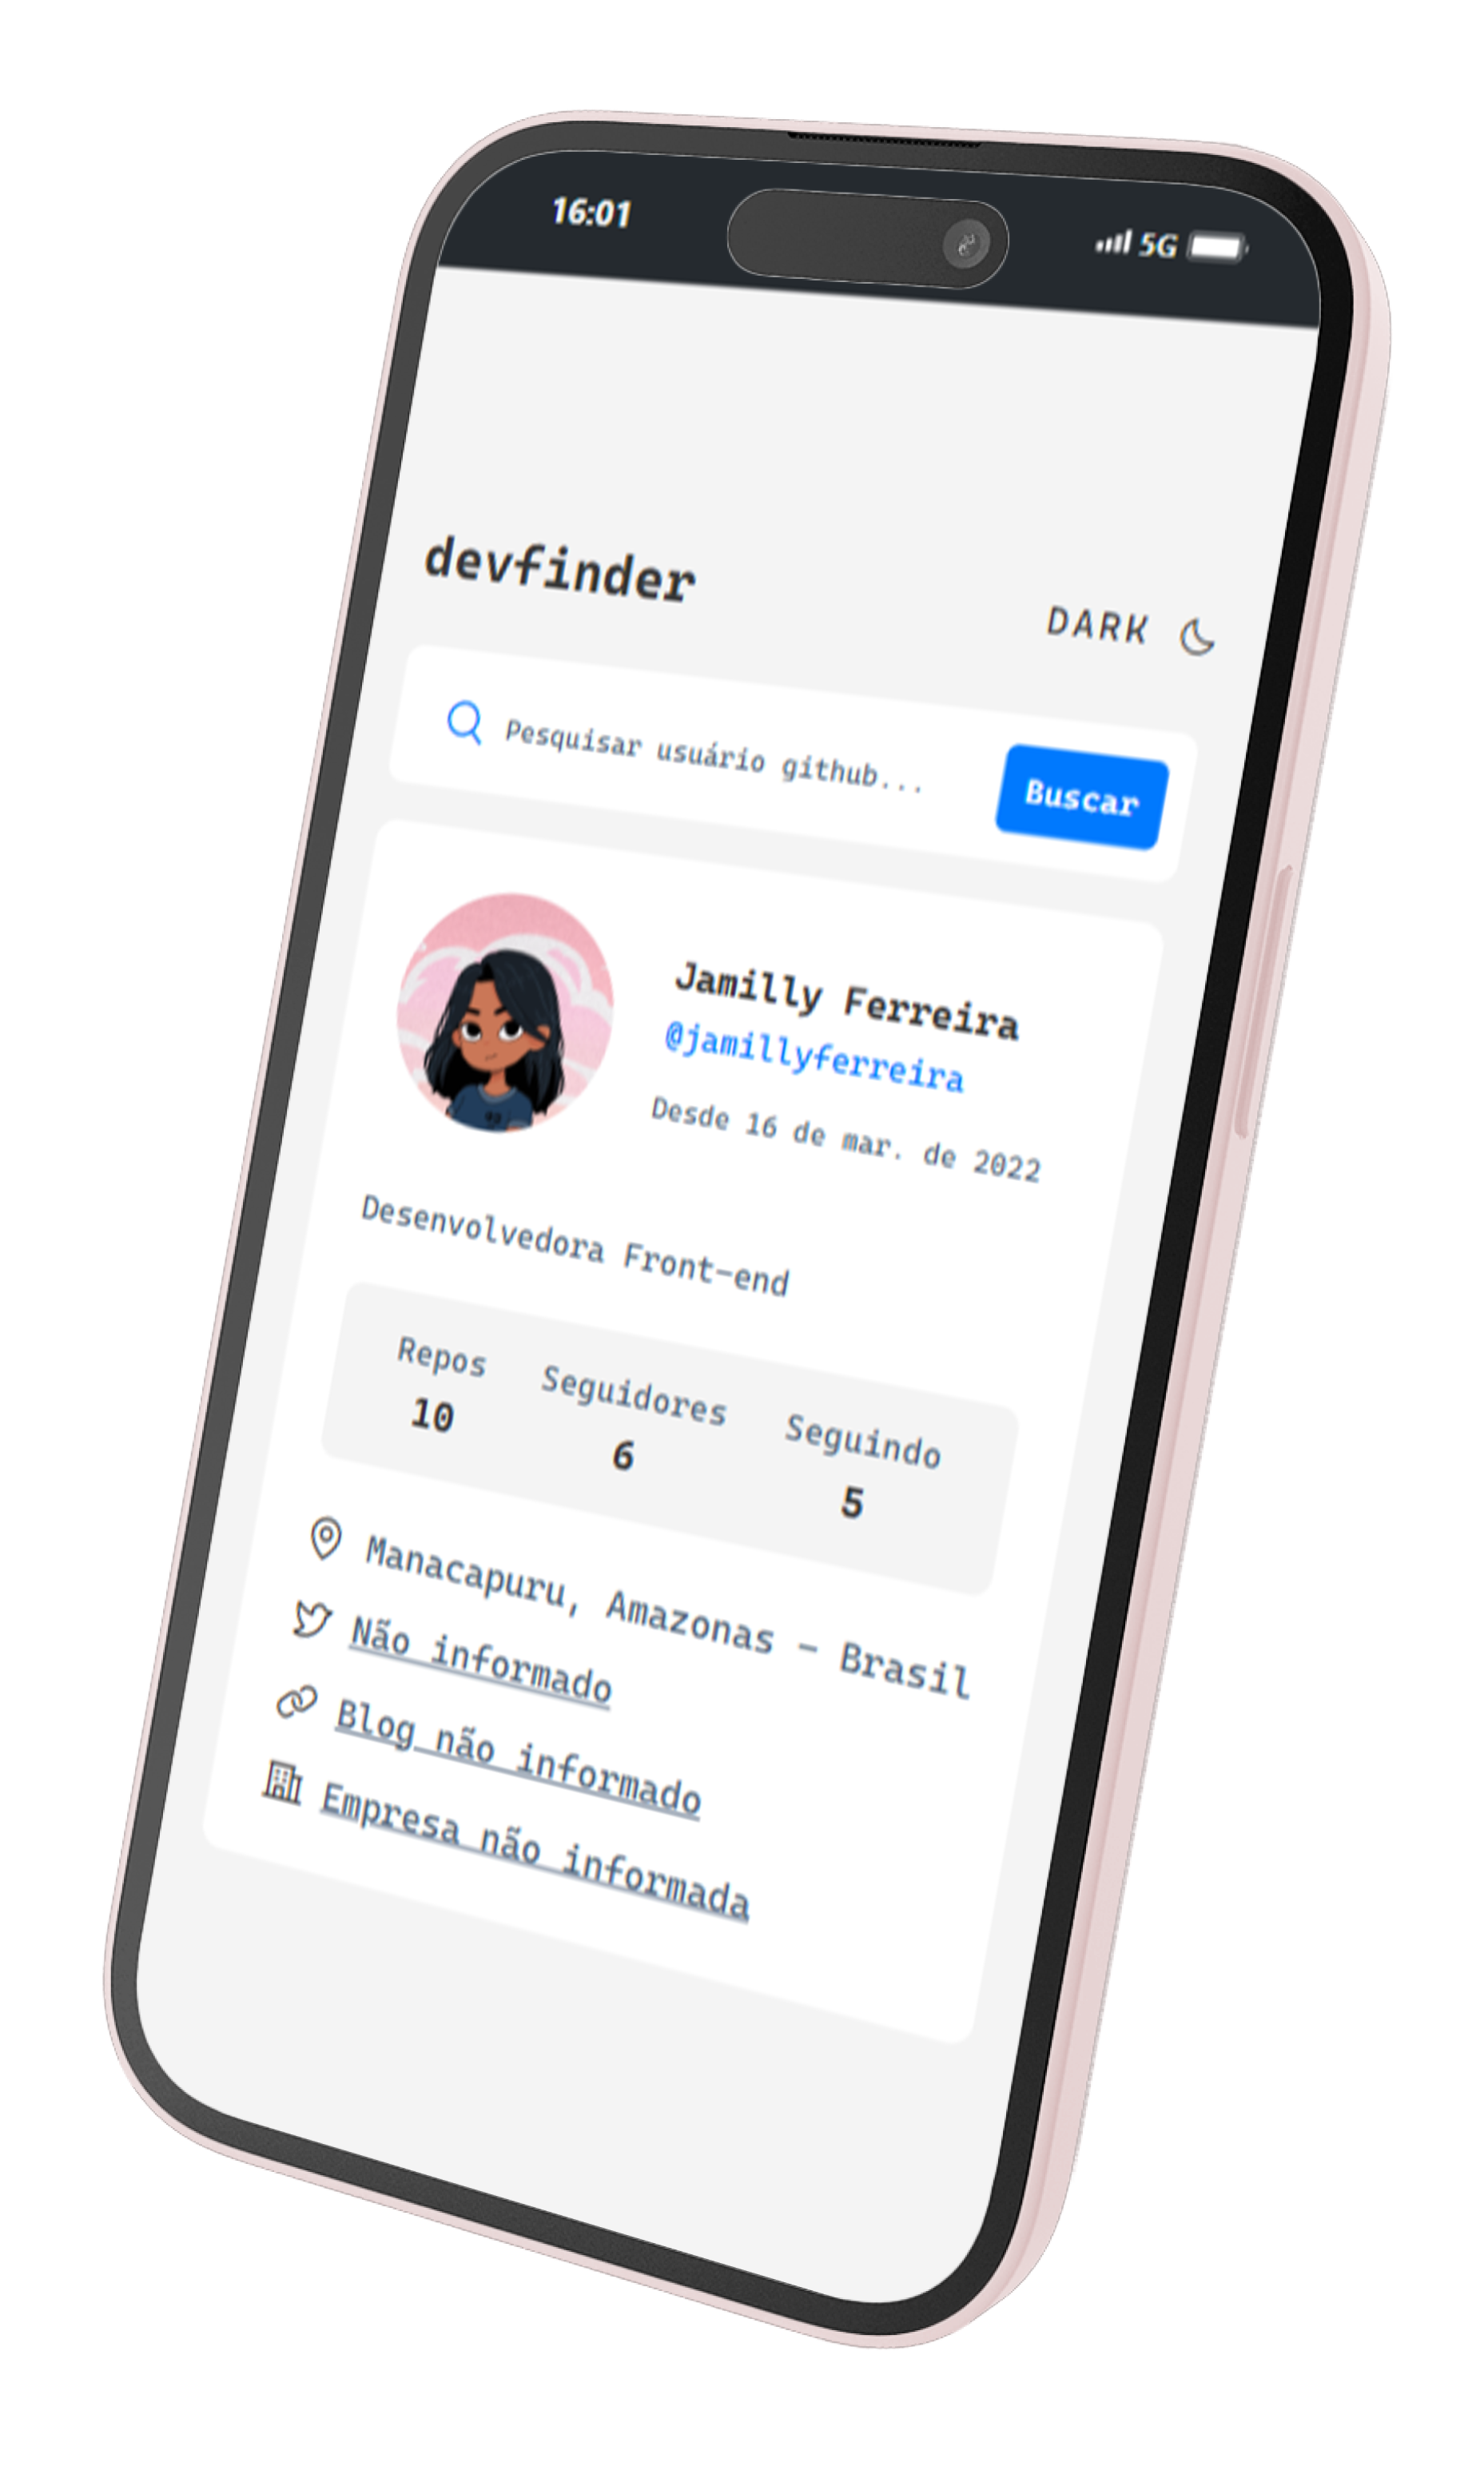 16:01 5G
devfinder
DARK
Pesquisar usuário github...
Buscar
Jamilly Ferreira
@jamillyferreira
Desde 16 de mar. de 2022
Desenvolvedora Front-end
Repos Seguidores Seguindo
10 6 5
Manacapuru, Amazonas - Brasil
Não informado
Blog não informado
Empresa não informada